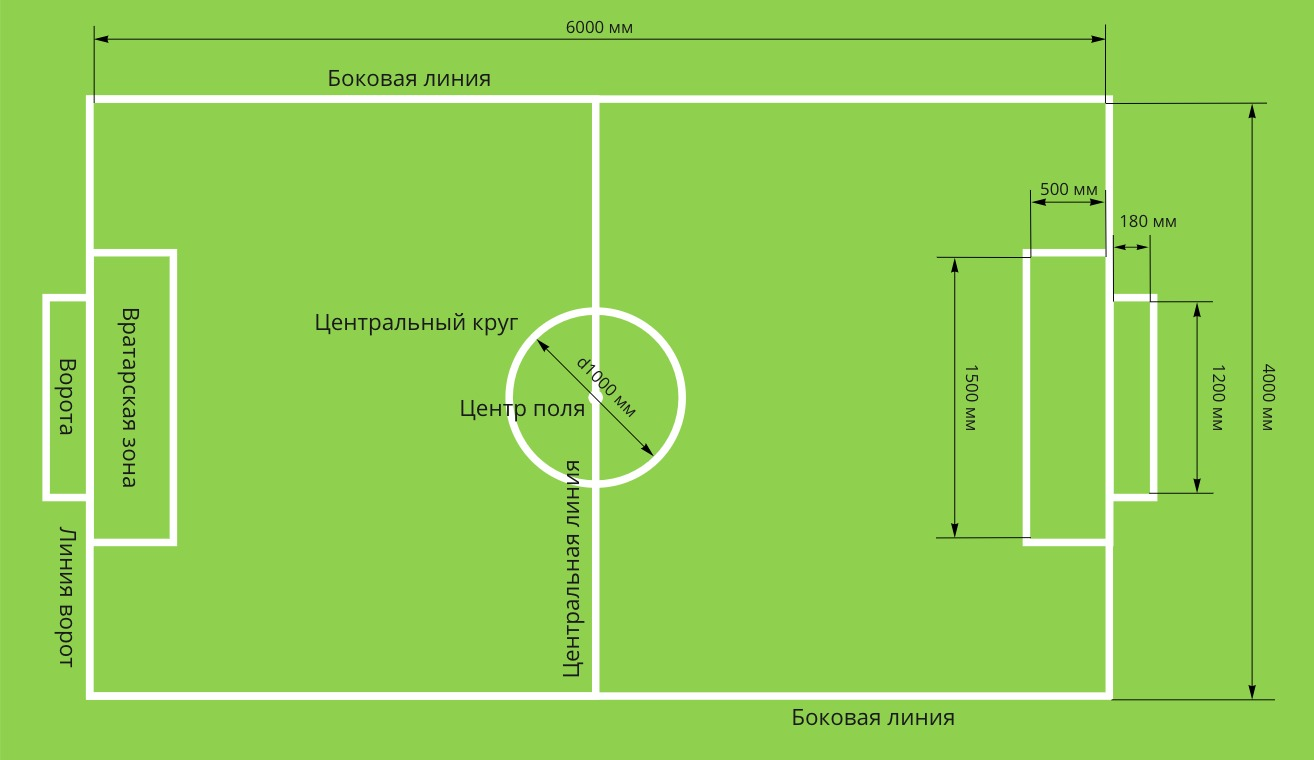 6000 мм
Боковая линия
500 мм
180 мм
Центральный круг
d1000 мм
Центр поля
Вратарская зона
Ворота
1500 мм
1200 мм
4000 мм
Центральная линия
Линия ворот
Боковая линия